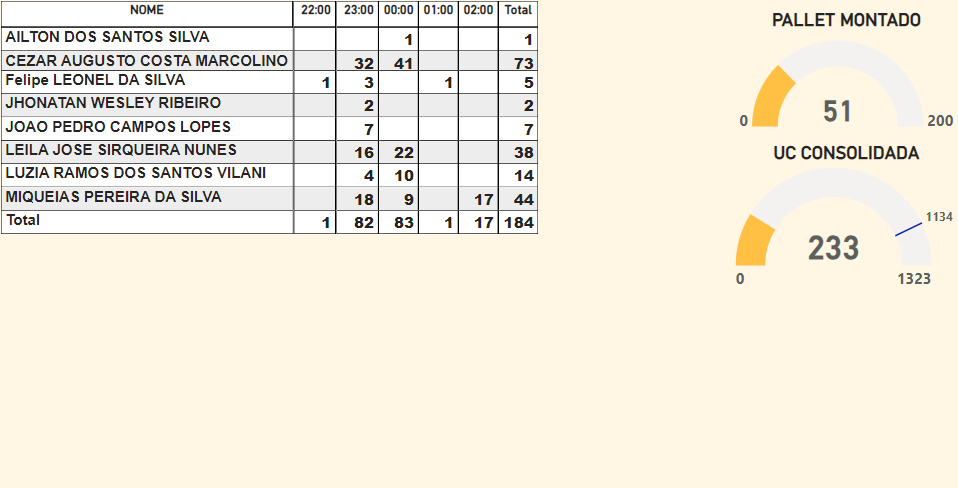 NOME 22:00 23:00 00:00 01:00 02:00 Total
AILTON DOS SANTOS SILVA 1 1
CEZAR AUGUSTO COSTA MARCOLINO 32 41 73
Felipe LEONEL DA SILVA 1 3 1 5
JHONATAN WESLEY RIBEIRO 2 2
JOAO PEDRO CAMPOS LOPES 7 7
LEILA JOSE SIRQUEIRA NUNES 16 22 38
LUZIA RAMOS DOS SANTOS VILANI 4 10 14
MIQUEIAS PEREIRA DA SILVA 18 9 17 44
Total 1 82 83 1 17 184
PALLET MONTADO
51
0 200
UC CONSOLIDADA
1134
233
0 1323